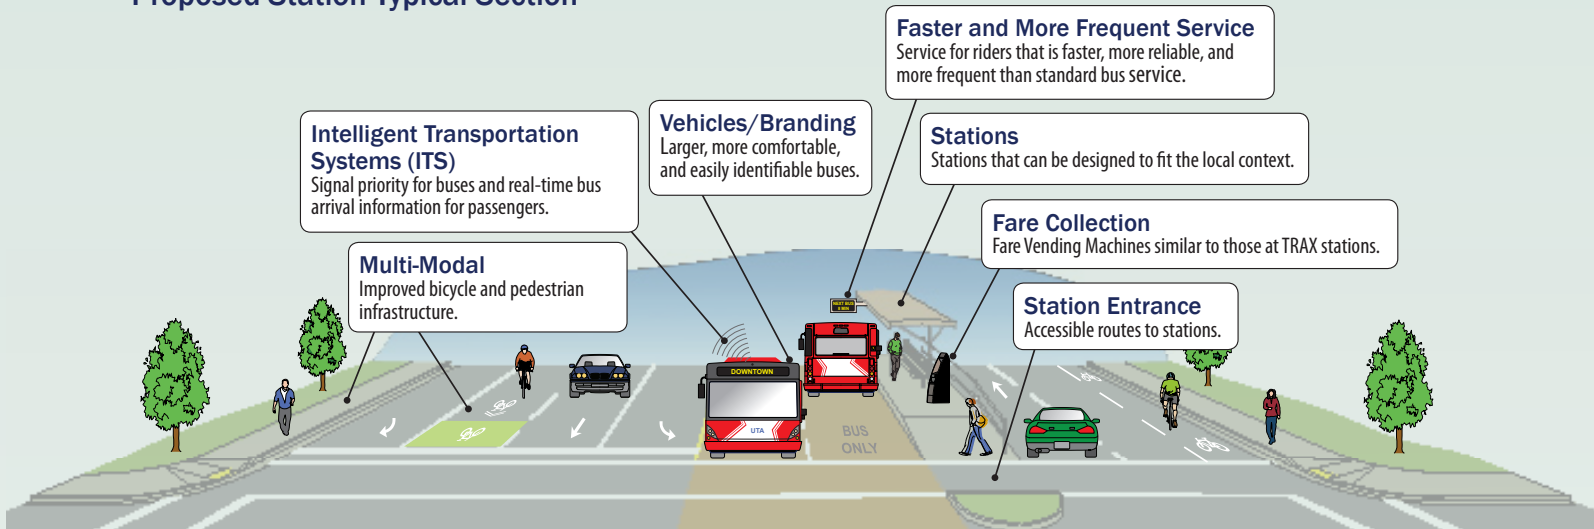 Proposed Station Typical Section
Faster and More Frequent Service
Service for riders that is faster, more reliable, and
more frequent than standard bus service.
Intelligent Transportation
Systems (ITS)
Signal priority for buses and real-time bus
arrival information for passengers.
Vehicles/Branding
Larger, more comfortable,
and easily identifiable buses.
Stations
Stations that can be designed to fit the local context.
Fare Collection
Fare Vending Machines similar to those at TRAX stations.
Multi-Modal
Improved bicycle and pedestrian
infrastructure.
Station Entrance
Accessible routes to stations.
NEXT BUS
DOWNTOWN
UTA
BUS
ONLY